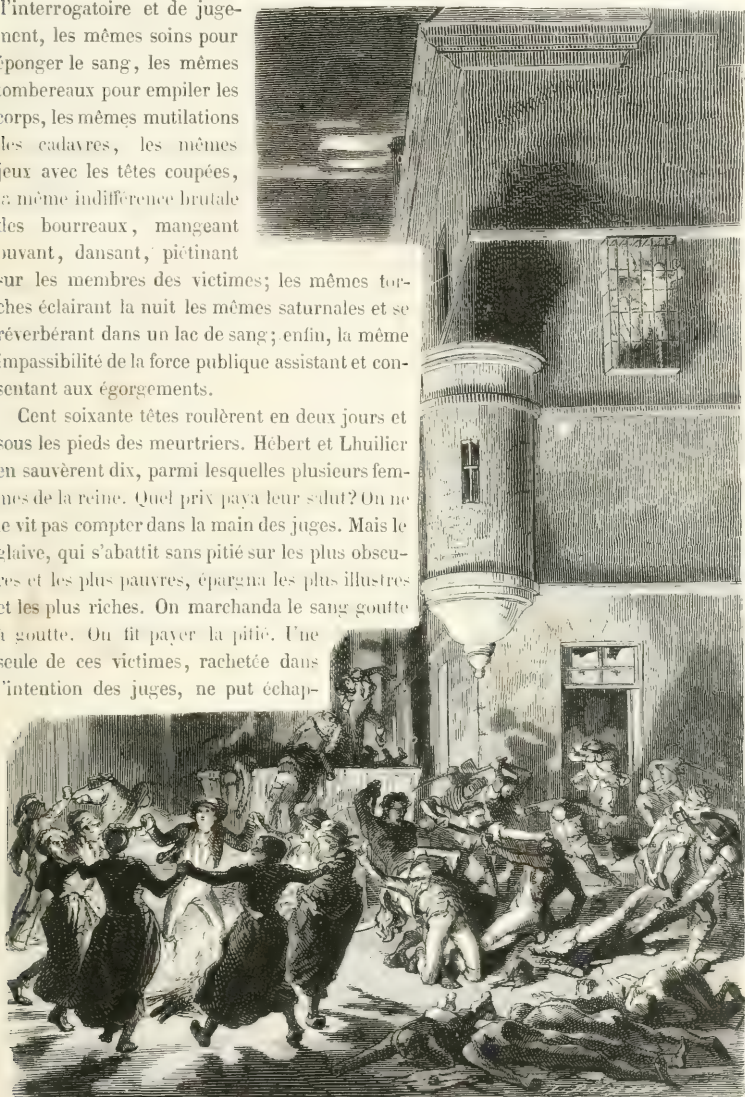 l'interrogatoire et de juge-
ment, les mêmes soins pour
éponger le sang, les mêmes
tombereaux pour empiler les
corps, les mêmes mutilations
des cadavres, les mêmes
jeux avec les têtes coupées,
la même indifférence brutale
des bourreaux, mangeant
buvant, dansant, piétinant
sur les membres des victimes; les mêmes tor-
ches éclairant la nuit les mêmes saturnales et se
réverbérant dans un lac de sang; enfin, la même
impassibilité de la force publique assistant et con-
sentant aux égorgements.
Cent soixante têtes roulèrent en deux jours et
sous les pieds des meurtriers. Hébert et Lhuilier
en sauvèrent dix, parmi lesquelles plusieurs fem-
mes de la reine. Quel prix paya leur salut? On ne
le vit pas compter dans la main des juges. Mais le
glaive, qui s'abattit sans pitié sur les plus obscu-
res et les plus pauvres, épargna les plus illustres
et les plus riches. On marchanda le sang goutte
à goutte. On fit payer la pitié. Une
seule de ces victimes, rachetée dans
l'intention des juges, ne put échap-